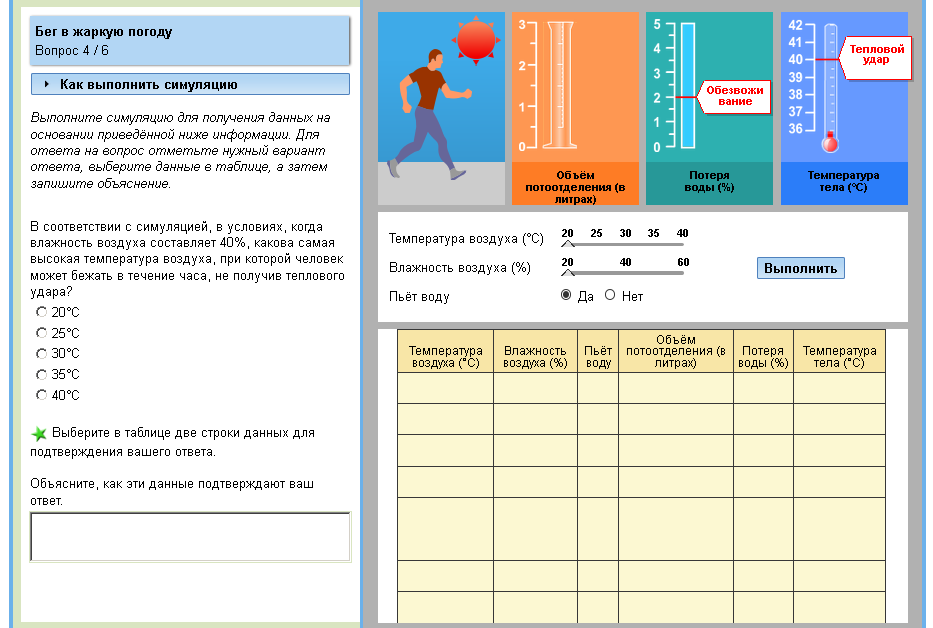 Бег в жаркую погоду
Вопрос 4 / 6
Как выполнить симуляцию
Выполните симуляцию для получения данных на
основании приведённой ниже информации. Для
ответа на вопрос отметьте нужный вариант
ответа, выберите данные в таблице, а затем
запишите объяснение.
В соответствии с симуляцией, в условиях, когда
влажность воздуха составляет 40%, какова самая
высокая температура воздуха, при которой человек
может бежать в течение часа, не получив теплового
удара?
20°C
25°C
30°C
35°C
40°C
Выберите в таблице две строки данных для
подтверждения вашего ответа.
Объясните, как эти данные подтверждают ваш
ответ.
3
2
1
0
Объём
потоотделения (в
литрах)
5
4
3
2
1
0
Обезвожи
вание
Потеря
воды (%)
42
41
40
39
38
37
36
Тепловой
удар
Температура
тела (°C)
Температура воздуха (°C) 20 25 30 35 40
Влажность воздуха (%) 20 40 60
Пьёт воду Да Нет
Выполнить
Температура
воздуха (°C)
Влажность
воздуха (%)
Пьёт
воду
Объём
потоотделения (в
литрах)
Потеря
воды (%)
Температура
тела (°C)